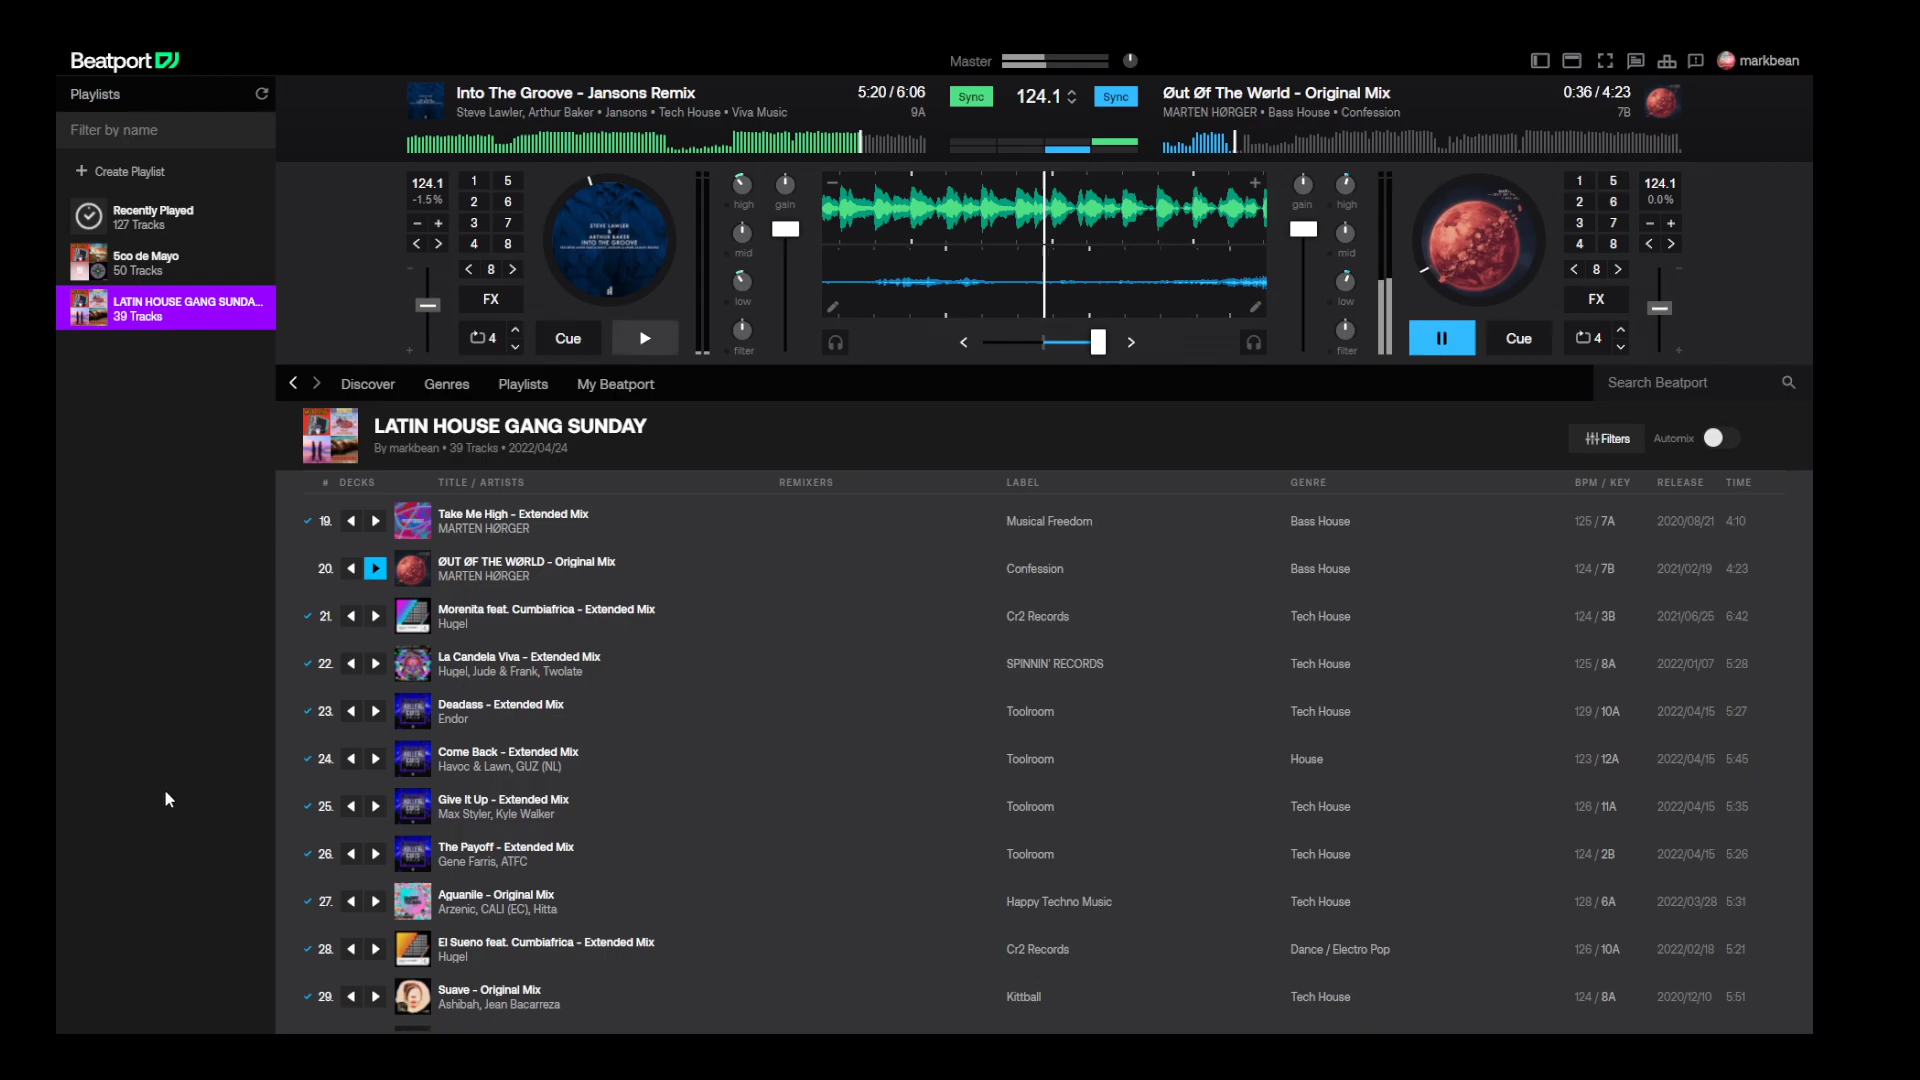 Beatport DJ
Master
markbean
Playlists
Filter by name
Create Playlist
Recently Played
127 Tracks
5co de Mayo
50 Tracks
LATIN HOUSE GANG SUNDA...
39 Tracks
Into The Groove - Jansons Remix
5:20 / 6:06
Steve Lawler, Arthur Baker • Jansons • Tech House • Viva Music
9A
Sync
124.1
Sync
Øut Øf The Wørld - Original Mix
0:36 / 4:23
MARTEN HØRGER • Bass House • Confession
7B
124.1
-1.5 %
1 5
2 6
3 7
4 8
8
FX
4
Cue
STEVE LAWLER
&
ARTHUR BAKER
INTO THE GROOVE
high
mid
low
filter
gain
gain
high
mid
low
filter
1 5
2 6
3 7
4 8
8
FX
4
Cue
124.1
0.0 %
Discover
Genres
Playlists
My Beatport
Search Beatport
LATIN HOUSE GANG SUNDAY
By markbean • 39 Tracks • 2022/04/24
Filters
Automix
# DECKS TITLE / ARTISTS REMIXERS LABEL GENRE BPM / KEY RELEASE TIME
19. Take Me High - Extended Mix
MARTEN HØRGER
Musical Freedom Bass House 125 / 7A 2020/08/21 4:10
20. ØUT ØF THE WØRLD - Original Mix
MARTEN HØRGER
Confession Bass House 124 / 7B 2021/02/19 4:23
21. Morenita feat. Cumbiafrica - Extended Mix
Hugel
Cr2 Records Tech House 124 / 3B 2021/06/25 6:42
22. La Candela Viva - Extended Mix
Hugel, Jude & Frank, Twolate
SPINNIN' RECORDS Tech House 125 / 8A 2022/01/07 5:28
23. Deadass - Extended Mix
Endor
Toolroom Tech House 129 / 10A 2022/04/15 5:27
24. Come Back - Extended Mix
Havoc & Lawn, GUZ (NL)
Toolroom House 123 / 12A 2022/04/15 5:45
25. Give It Up - Extended Mix
Max Styler, Kyle Walker
Toolroom Tech House 126 / 11A 2022/04/15 5:35
26. The Payoff - Extended Mix
Gene Farris, ATFC
Toolroom Tech House 124 / 2B 2022/04/15 5:26
27. Aguanile - Original Mix
Arzenic, CALI (EC), Hitta
Happy Techno Music Tech House 128 / 6A 2022/03/28 5:31
28. El Sueno feat. Cumbiafrica - Extended Mix
Hugel
Cr2 Records Dance / Electro Pop 126 / 10A 2022/02/18 5:21
29. Suave - Original Mix
Ashibah, Jean Bacarreza
Kittball Tech House 124 / 8A 2020/12/10 5:51